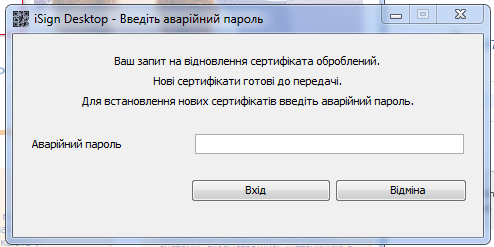 iSign Desktop - Введіть аварійний пароль
Ваш запит на відновлення сертифіката оброблений.
Нові сертифікати готові до передачі.
Для встановлення нових сертифікатів введіть аварійний пароль.
Аварійний пароль
Вхід
Відміна